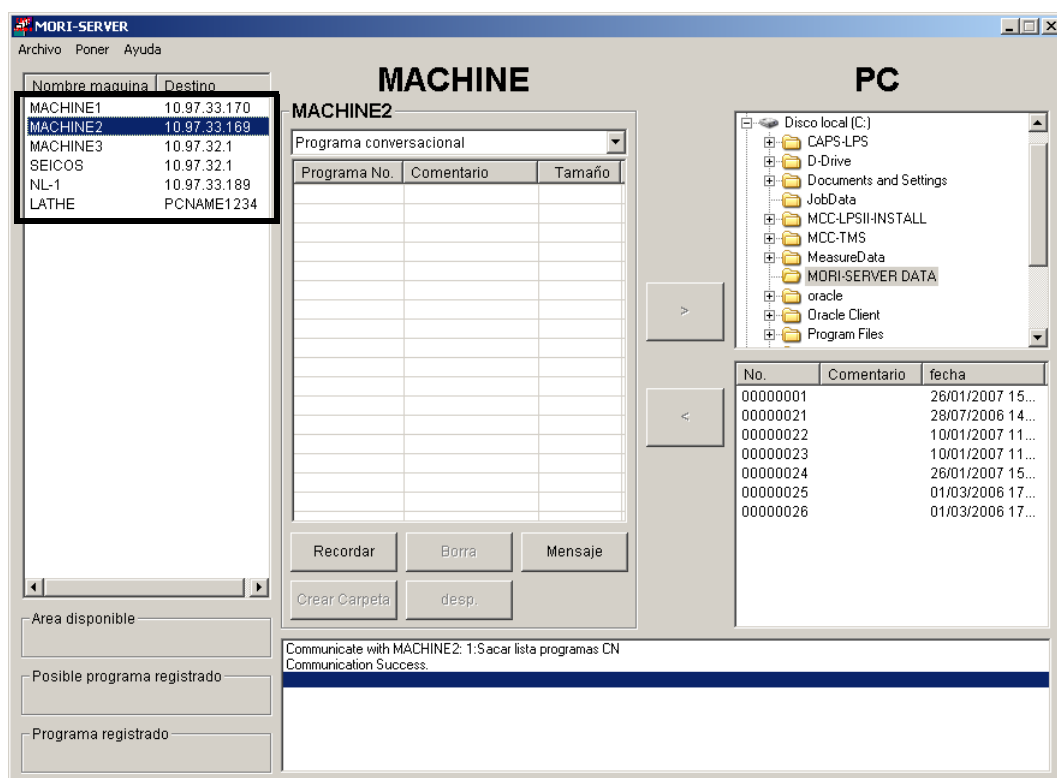 MORI-SERVER
Archivo Poner Ayuda
MACHINE
PC
Nombre maquina Destino
MACHINE1 10.97.33.170
MACHINE2 10.97.33.169
MACHINE3 10.97.32.1
SEICOS 10.97.32.1
NL-1 10.97.33.189
LATHE PCNAME1234
MACHINE2
Programa conversacional
Programa No. Comentario Tamaño
>
<
Recordar Borra Mensaje
Crear Carpeta desp.
Disco local (C:)
CAPS-LPS
D-Drive
Documents and Settings
JobData
MCC-LPSII-INSTALL
MCC-TMS
MeasureData
MORI-SERVER DATA
oracle
Oracle Client
Program Files
No. Comentario fecha
00000001 26/01/2007 15...
00000021 28/07/2006 14...
00000022 10/01/2007 11...
00000023 10/01/2007 11...
00000024 26/01/2007 15...
00000025 01/03/2006 17...
00000026 01/03/2006 17...
Area disponible
Posible programa registrado
Programa registrado
Communicate with MACHINE2: 1:Sacar lista programas CN
Communication Success.